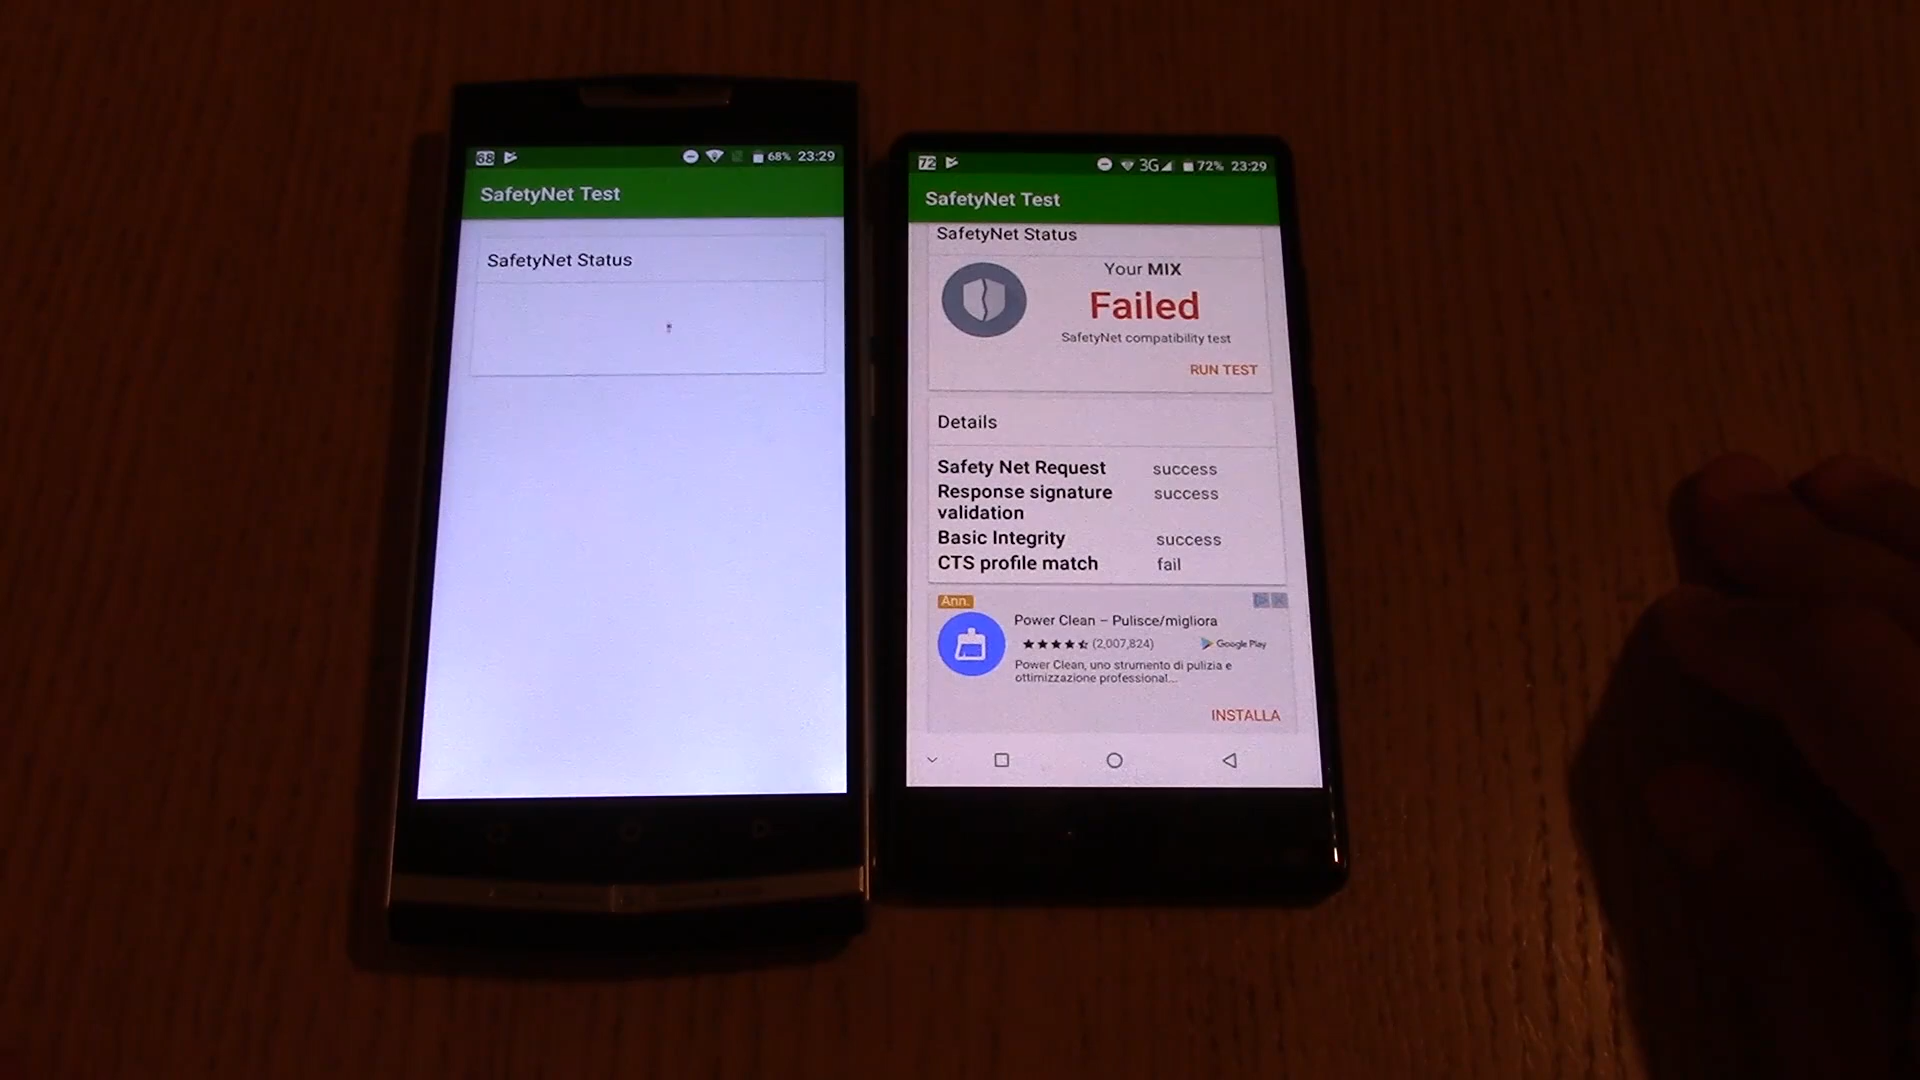 68
68% 23:29
SafetyNet Test
SafetyNet Status
72
3G 72% 23:29
SafetyNet Test
SafetyNet Status
Your MIX
Failed
SafetyNet compatibility test
RUN TEST
Details
Safety Net Request success
Response signature success
validation
Basic Integrity success
CTS profile match fail
Ann.
Power Clean – Pulisce/migliora
(2,007,824) Google Play
Power Clean, uno strumento di pulizia e
ottimizzazione professional...
INSTALLA